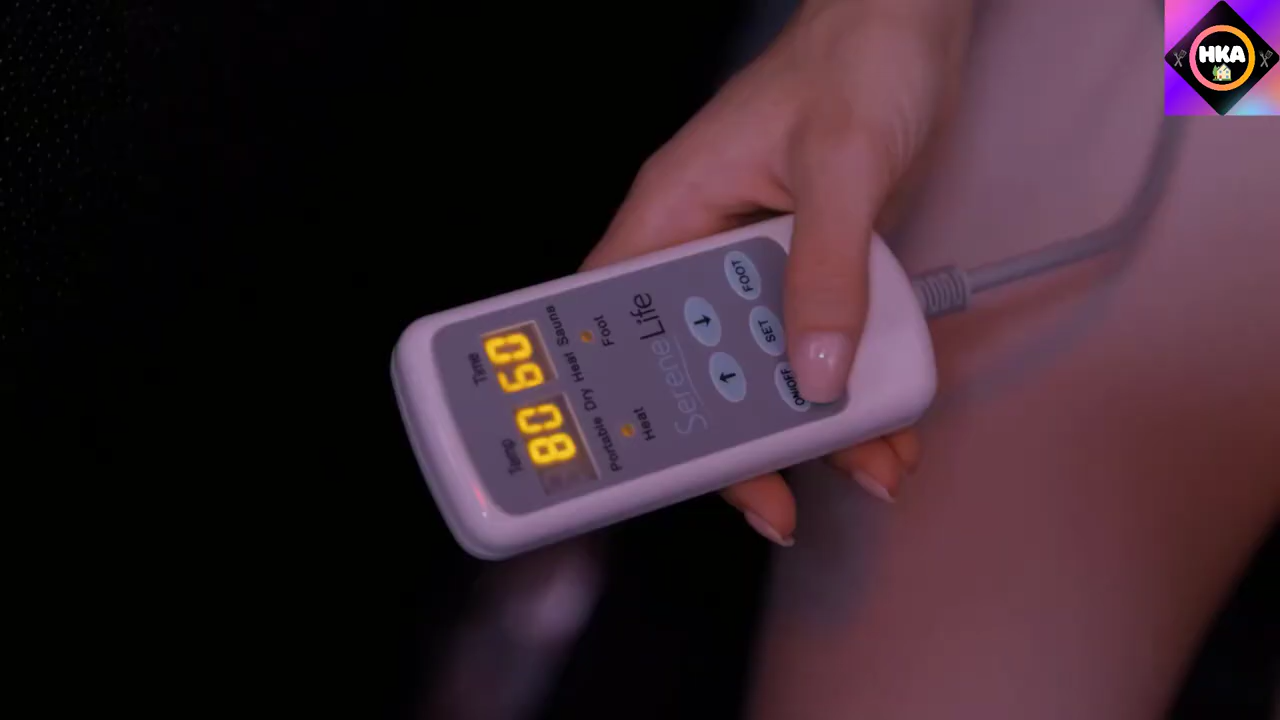 HKA
Temp Time
80 60
Portable Dry Heat Sauna
Heat Foot
SereneLife
ON/OFF SET FOOT